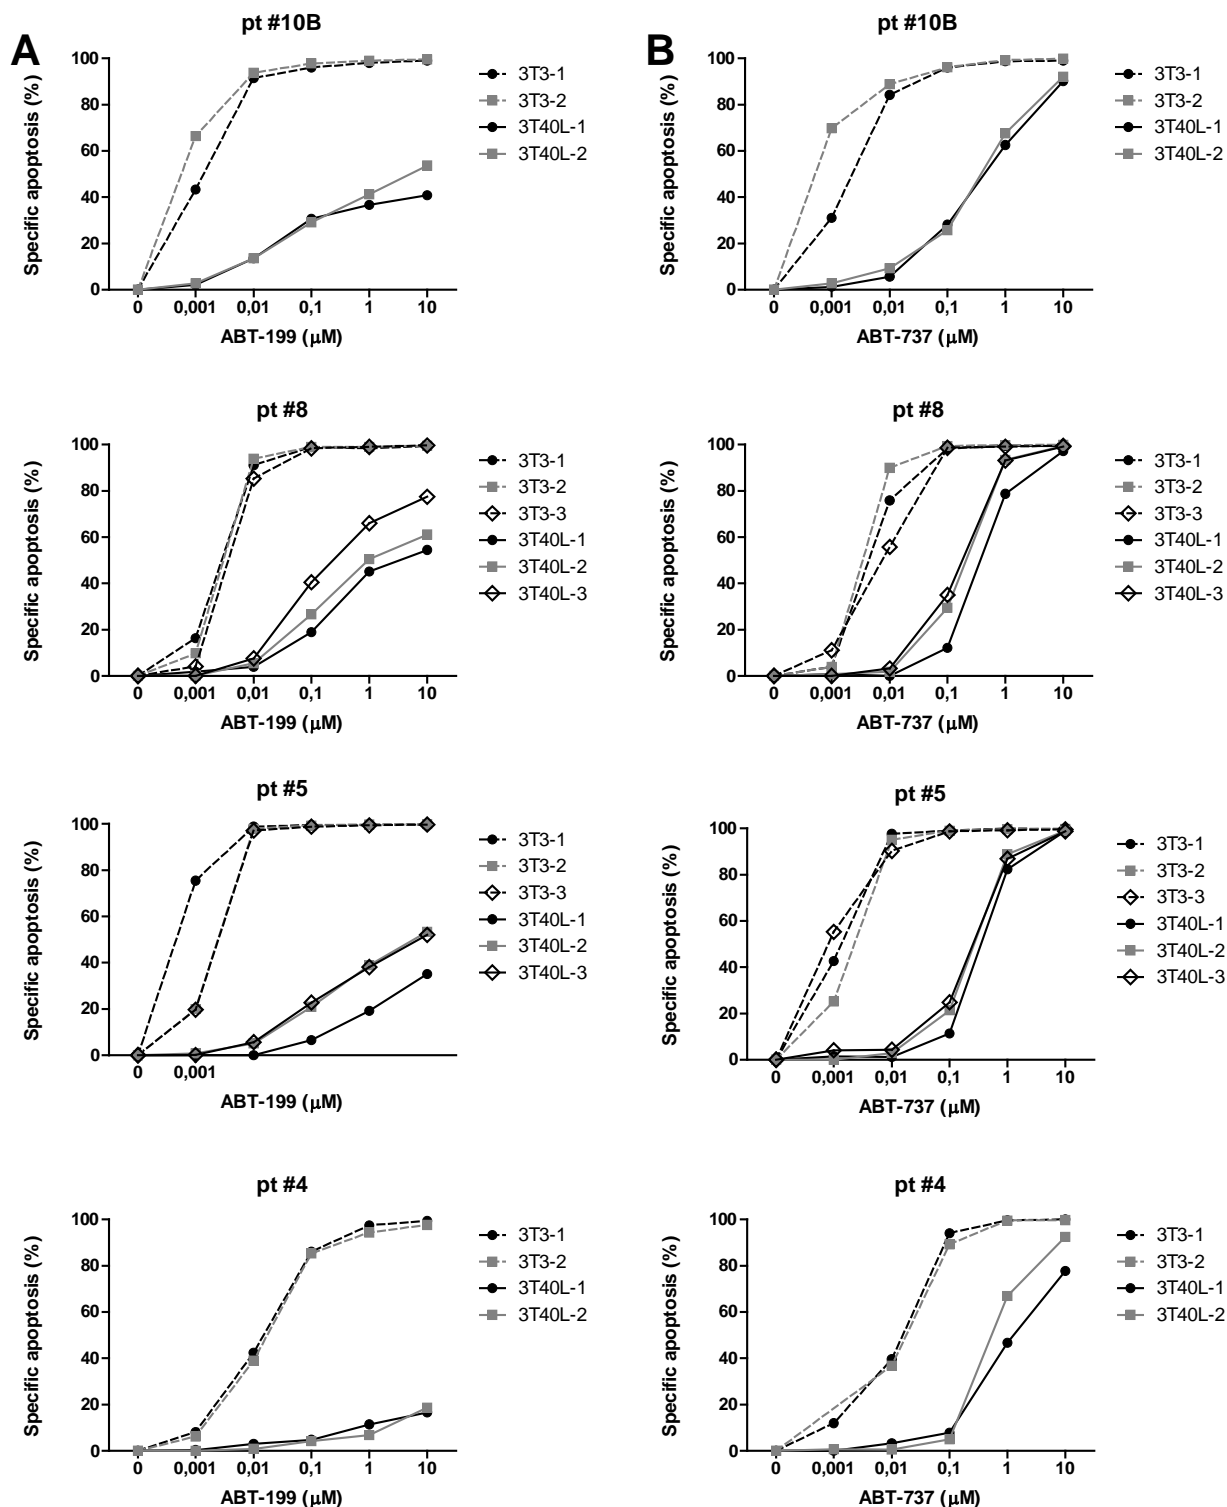 A
pt #10B
Specific apoptosis (%)
100
80
60
40
20
0
0 0,001 0,01 0,1 1 10
ABT-199 (µM)
3T3-1
3T3-2
3T40L-1
3T40L-2
B
pt #10B
Specific apoptosis (%)
100
80
60
40
20
0
0 0,001 0,01 0,1 1 10
ABT-737 (µM)
3T3-1
3T3-2
3T40L-1
3T40L-2
pt #8
Specific apoptosis (%)
100
80
60
40
20
0
0 0,001 0,01 0,1 1 10
ABT-199 (µM)
3T3-1
3T3-2
3T3-3
3T40L-1
3T40L-2
3T40L-3
pt #8
Specific apoptosis (%)
100
80
60
40
20
0
0 0,001 0,01 0,1 1 10
ABT-737 (µM)
3T3-1
3T3-2
3T3-3
3T40L-1
3T40L-2
3T40L-3
pt #5
Specific apoptosis (%)
100
80
60
40
20
0
0 0,001
ABT-199 (µM)
3T3-1
3T3-2
3T3-3
3T40L-1
3T40L-2
3T40L-3
pt #5
Specific apoptosis (%)
100
80
60
40
20
0
0 0,001 0,01 0,1 1 10
ABT-737 (µM)
3T3-1
3T3-2
3T3-3
3T40L-1
3T40L-2
3T40L-3
pt #4
Specific apoptosis (%)
100
80
60
40
20
0
0 0,001 0,01 0,1 1 10
ABT-199 (µM)
3T3-1
3T3-2
3T40L-1
3T40L-2
pt #4
Specific apoptosis (%)
100
80
60
40
20
0
0 0,001 0,01 0,1 1 10
ABT-737 (µM)
3T3-1
3T3-2
3T40L-1
3T40L-2